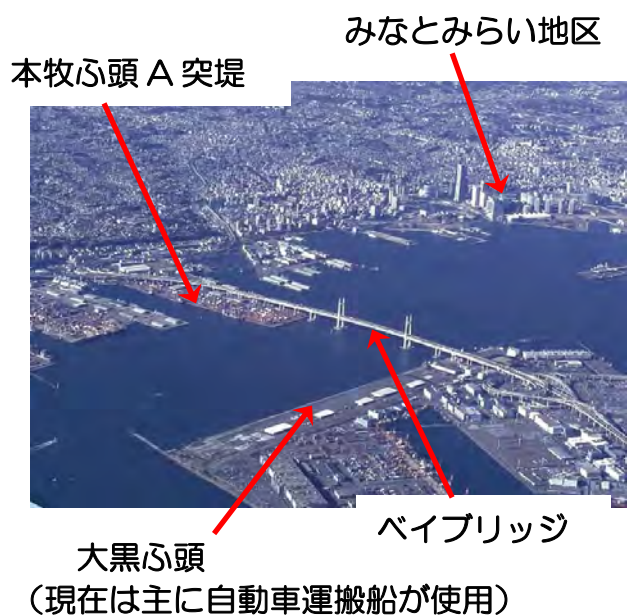 みなとみらい地区
本牧ふ頭 A 突堤
ベイブリッジ
大黒ふ頭
（現在は主に自動車運搬船が使用）